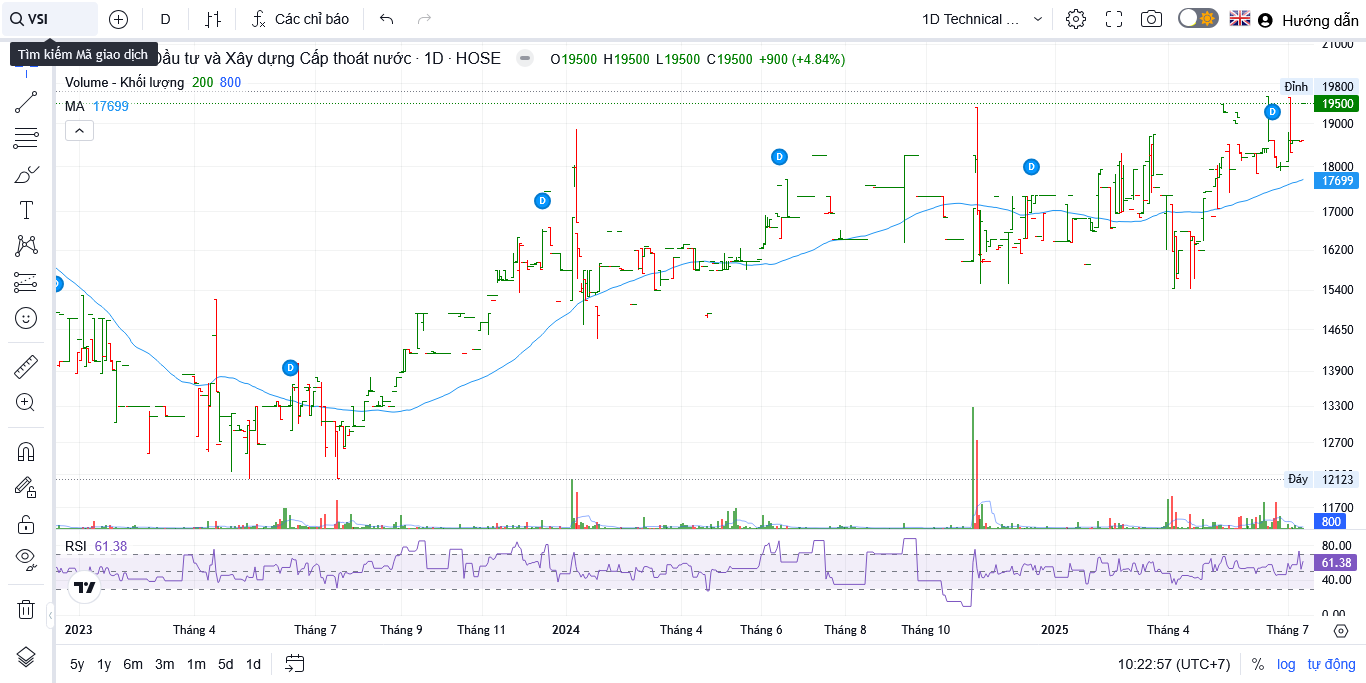 VSI
D
Các chỉ báo
1D Technical ...
Hướng dẫn
Tìm kiếm Mã giao dịch
Đầu tư và Xây dựng Cấp thoát nước · 1D · HOSE
O19500 H19500 L19500 C19500 +900 (+4.84%)
Volume - Khối lượng 200 800
MA 17699
21000
Đỉnh 19800
19500
19000
18000
17699
17000
16200
15400
14650
13900
13300
12700
Đáy 12123
11700
800
D
D
D
D
D
RSI 61.38
80.00
61.38
40.00
0.00
2023 Tháng 4 Tháng 7 Tháng 9 Tháng 11 2024 Tháng 4 Tháng 6 Tháng 8 Tháng 10 2025 Tháng 4 Tháng 7
5y 1y 6m 3m 1m 5d 1d
10:22:57 (UTC+7) % log tự động